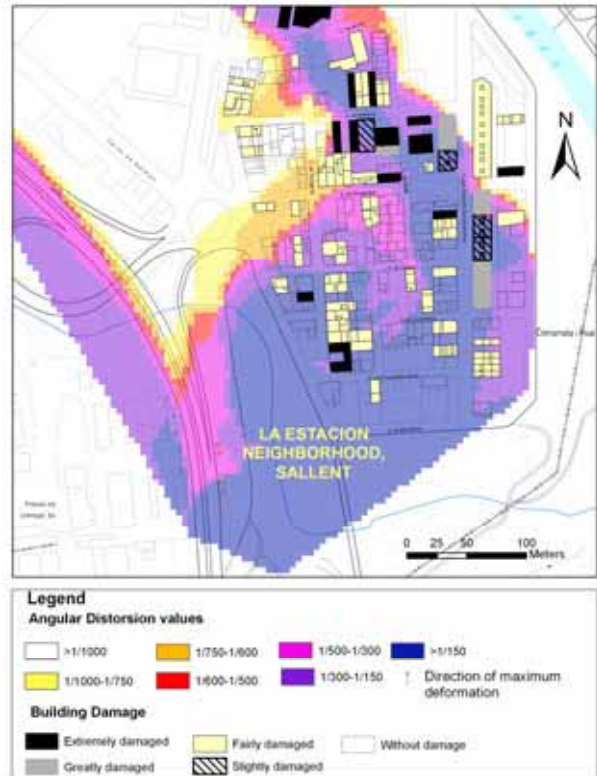 N
LA ESTACION
NEIGHBORHOOD,
SALLENT
0 25 50 100
Meters
Legend
Angular Distorsion values
>1/1000
1/750-1/600
1/500-1/300
>1/150
1/1000-1/750
1/600-1/500
1/300-1/150
Direction of maximum
deformation
Building Damage
Extremely damaged
Fairly damaged
Without damage
Greatly damaged
Slightly damaged